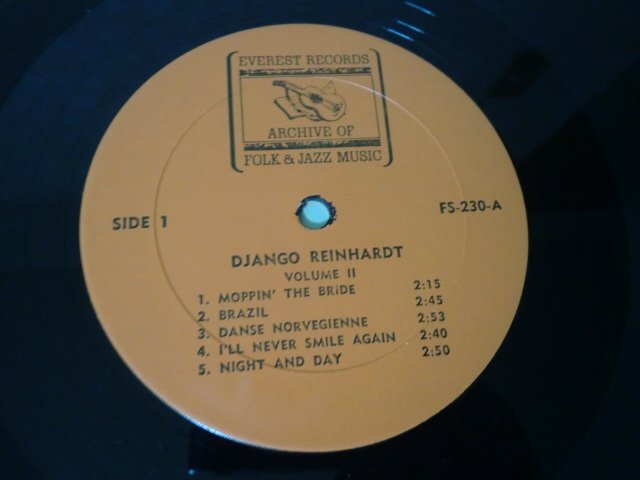 EVEREST RECORDS
ARCHIVE OF
FOLK & JAZZ MUSIC
SIDE 1
FS-230-A
DJANGO REINHARDT
VOLUME II
1. MOPPIN' THE BRIDE 2:15
2. BRAZIL 2:45
3. DANSE NORVEGIENNE 2:53
4. I'LL NEVER SMILE AGAIN 2:40
5. NIGHT AND DAY 2:50